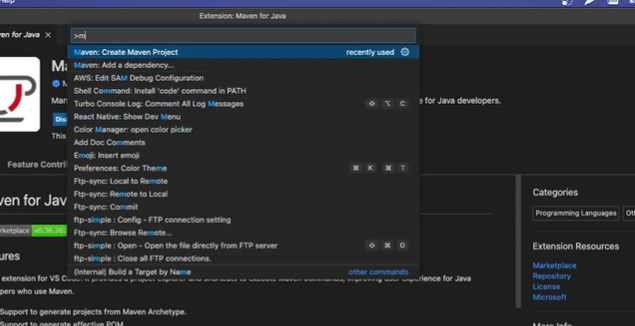 Help
Extension: Maven for Java
ven for Java
>m
Maven: Create Maven Project
recently used
Maven: Add a dependency...
AWS: Edit SAM Debug Configuration
Shell Command: Install 'code' command in PATH
Turbo Console Log: Comment All Log Messages
⇧ ⌥ C
React Native: Show Dev Menu
Color Manager: open color picker
Add Doc Comments
Emoji: Insert emoji
Preferences: Color Theme
⌘ K ⌘ T
Ftp-sync: Local to Remote
Ftp-sync: Remote to Local
Ftp-sync: Commit
ftp-simple : Config - FTP connection setting
Ftp-sync: Browse Remote...
ftp-simple : Open - Open the file directly from FTP server
⇧ ⌘ O
ftp-simple : Close all FTP connections.
(Internal) Build a Target by Name
other commands
Ma
M
Man
e for Java developers.
Dis
This
Feature Contrib
ven for Java
arketplace v0.36.20
ures
extension for VS Code. It provides a project explorer and shortcuts to execute Maven commands, improving user experience for Java
pers who use Maven.
Support to generate projects from Maven Archetype.
Support to generate effective POM.
Categories
Programming Languages
Oth
Extension Resources
Marketplace
Repository
License
Microsoft
More Info